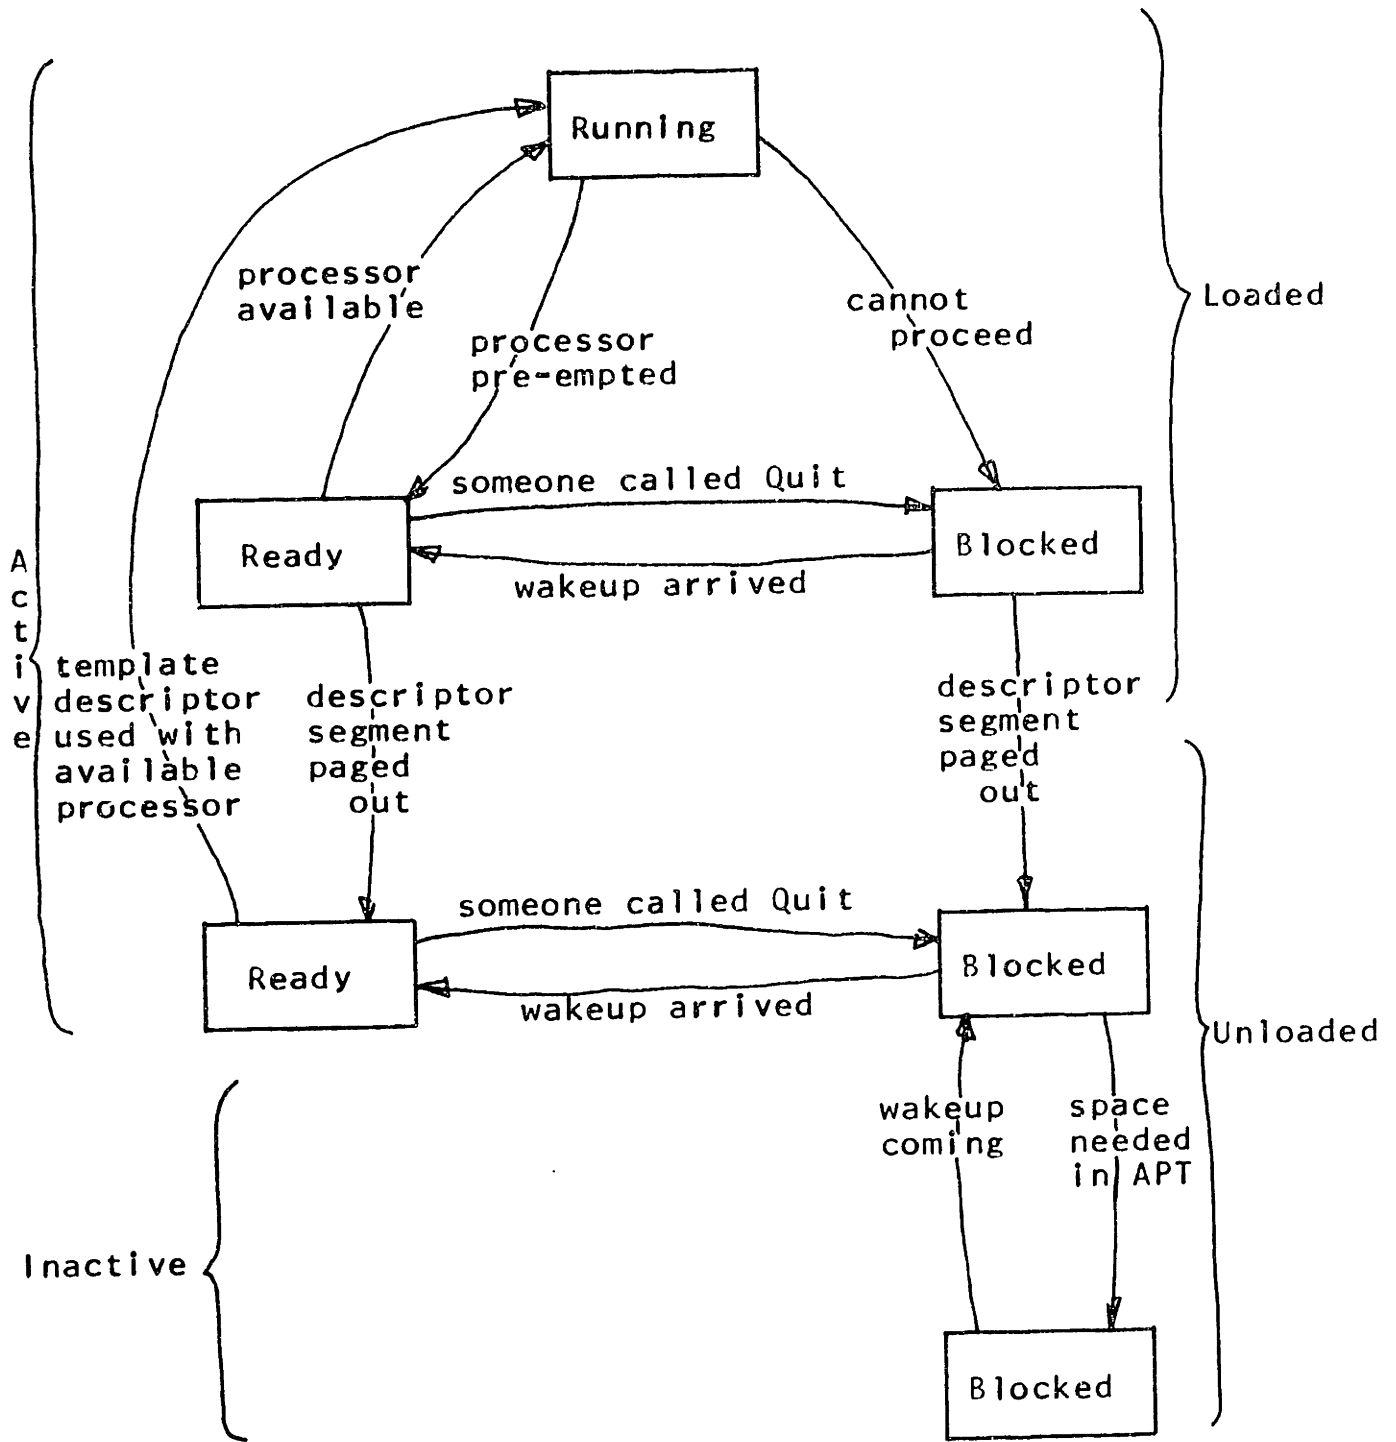 Running
processor
available
processor
pre-empted
cannot
proceed
Loaded
someone called Quit
Ready
Blocked
wakeup arrived
Active
template
descriptor
used with
available
processor
descriptor
segment
paged
out
descriptor
segment
paged
out
someone called Quit
Ready
Blocked
wakeup arrived
Unloaded
wakeup
coming
space
needed
in APT
Inactive
Blocked